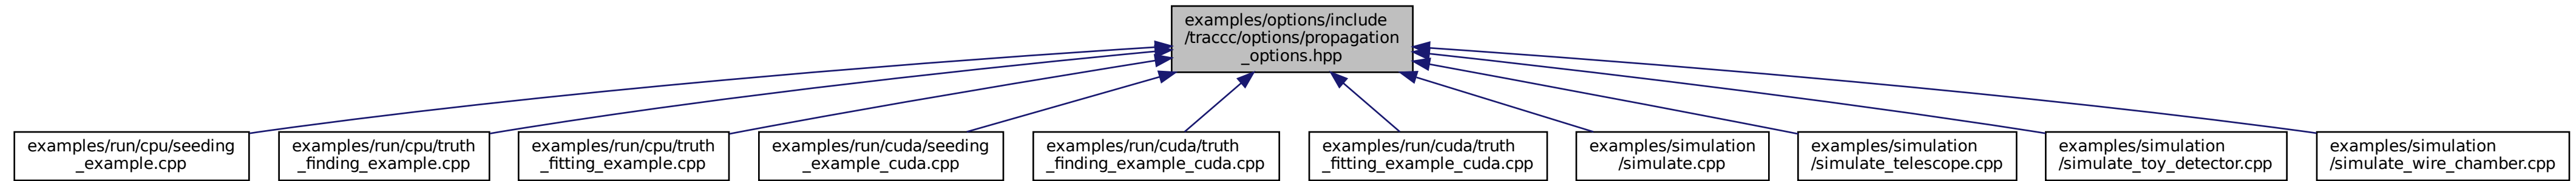 examples/options/include
/traccc/options/propagation
_options.hpp
examples/run/cpu/seeding
_example.cpp
examples/run/cpu/truth
_finding_example.cpp
examples/run/cpu/truth
_fitting_example.cpp
examples/run/cuda/seeding
_example_cuda.cpp
examples/run/cuda/truth
_finding_example_cuda.cpp
examples/run/cuda/truth
_fitting_example_cuda.cpp
examples/simulation
/simulate.cpp
examples/simulation
/simulate_telescope.cpp
examples/simulation
/simulate_toy_detector.cpp
examples/simulation
/simulate_wire_chamber.cpp